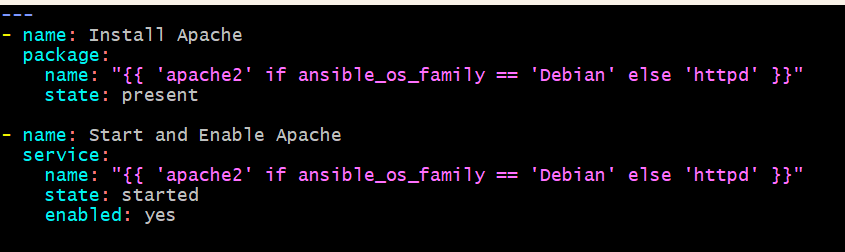 ---
- name: Install Apache
  package:
    name: "{{ 'apache2' if ansible_os_family == 'Debian' else 'httpd' }}"
    state: present

- name: Start and Enable Apache
  service:
    name: "{{ 'apache2' if ansible_os_family == 'Debian' else 'httpd' }}"
    state: started
    enabled: yes